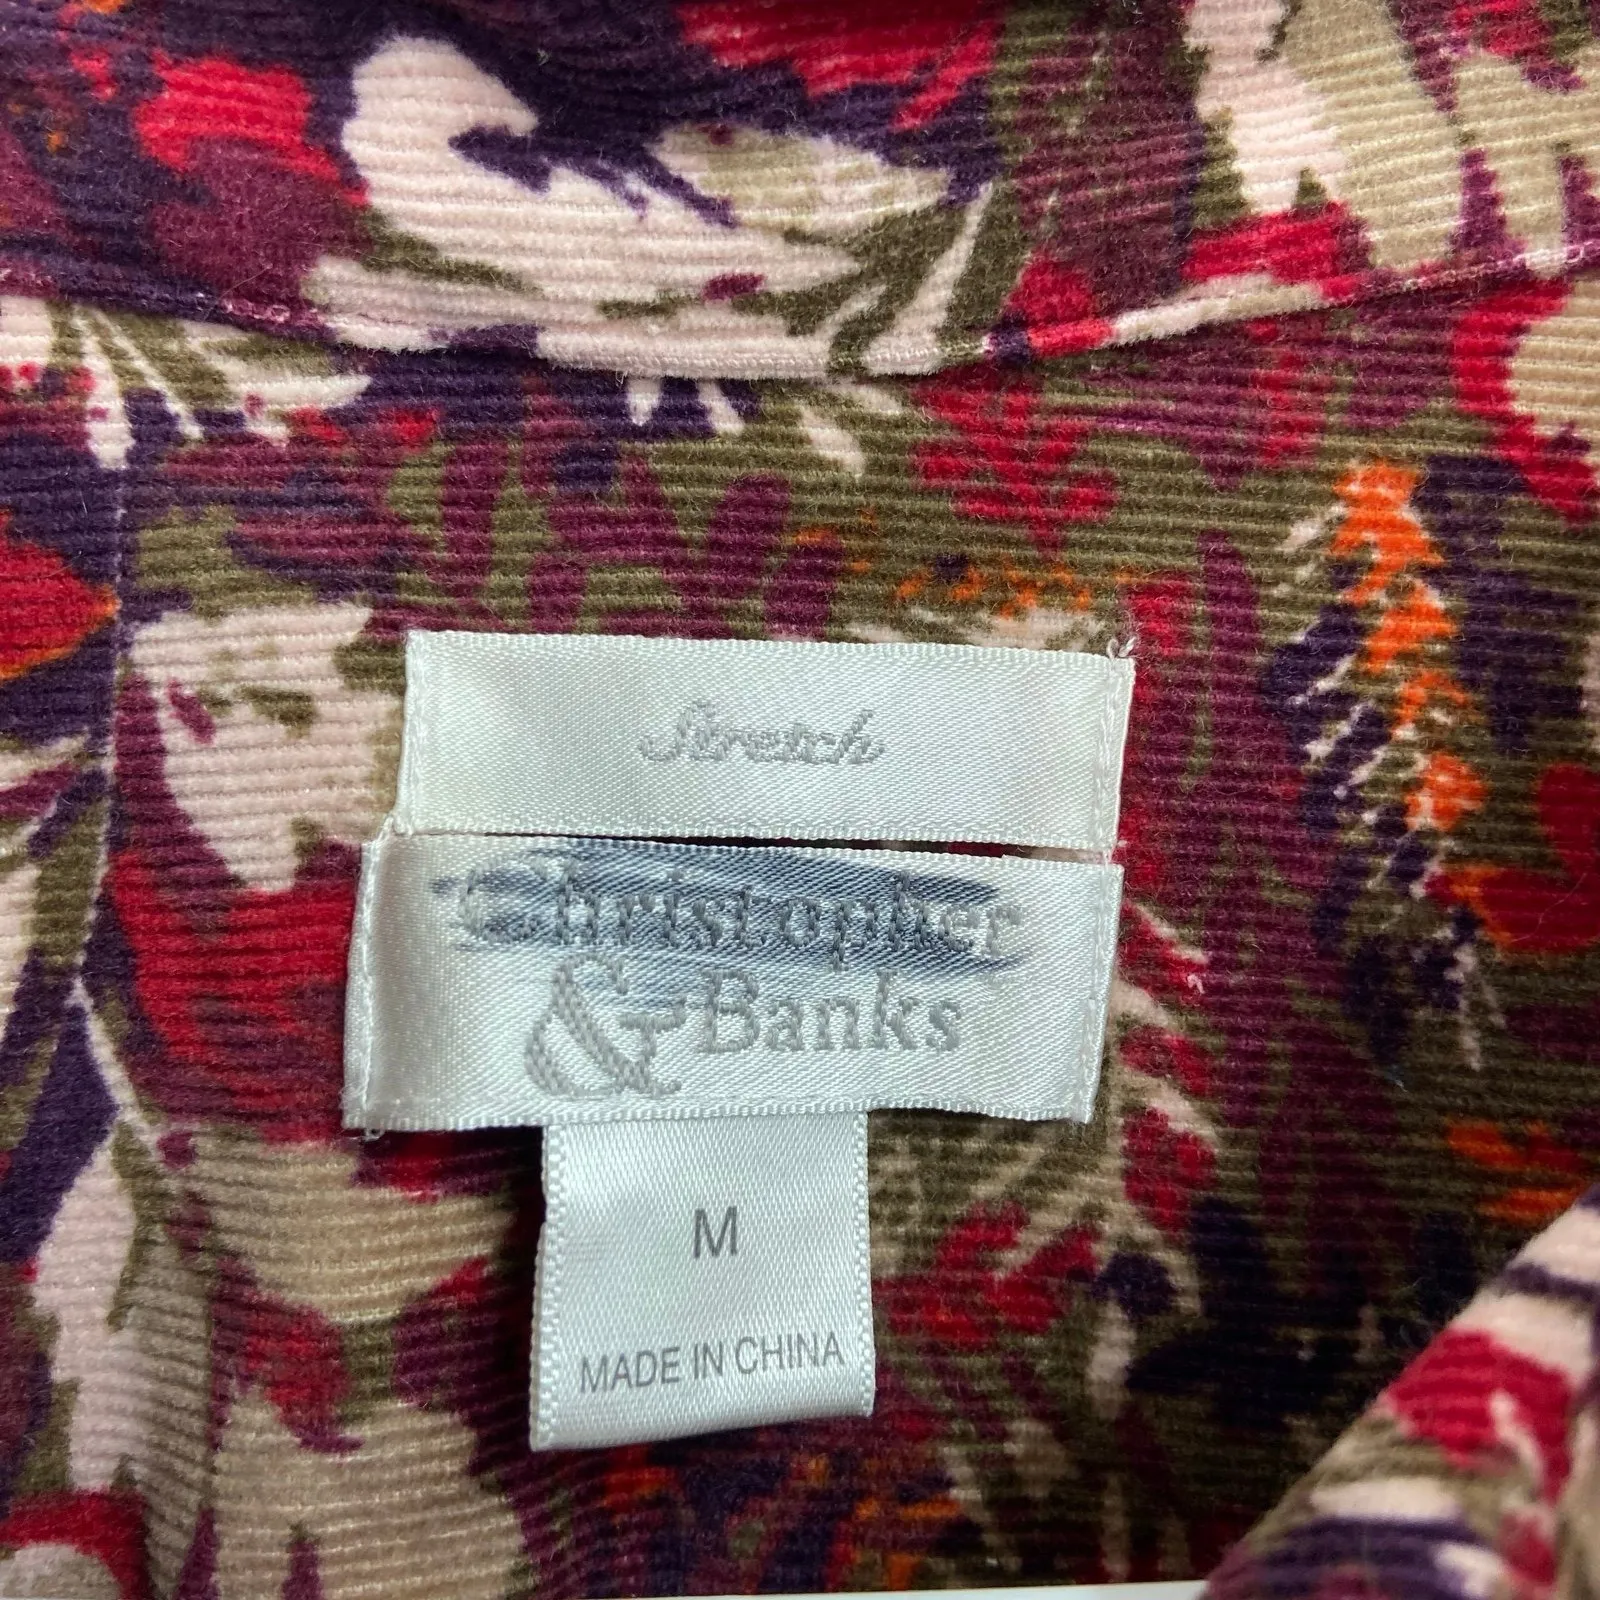 Stretch
Christopher
& Banks
M
MADE IN CHINA